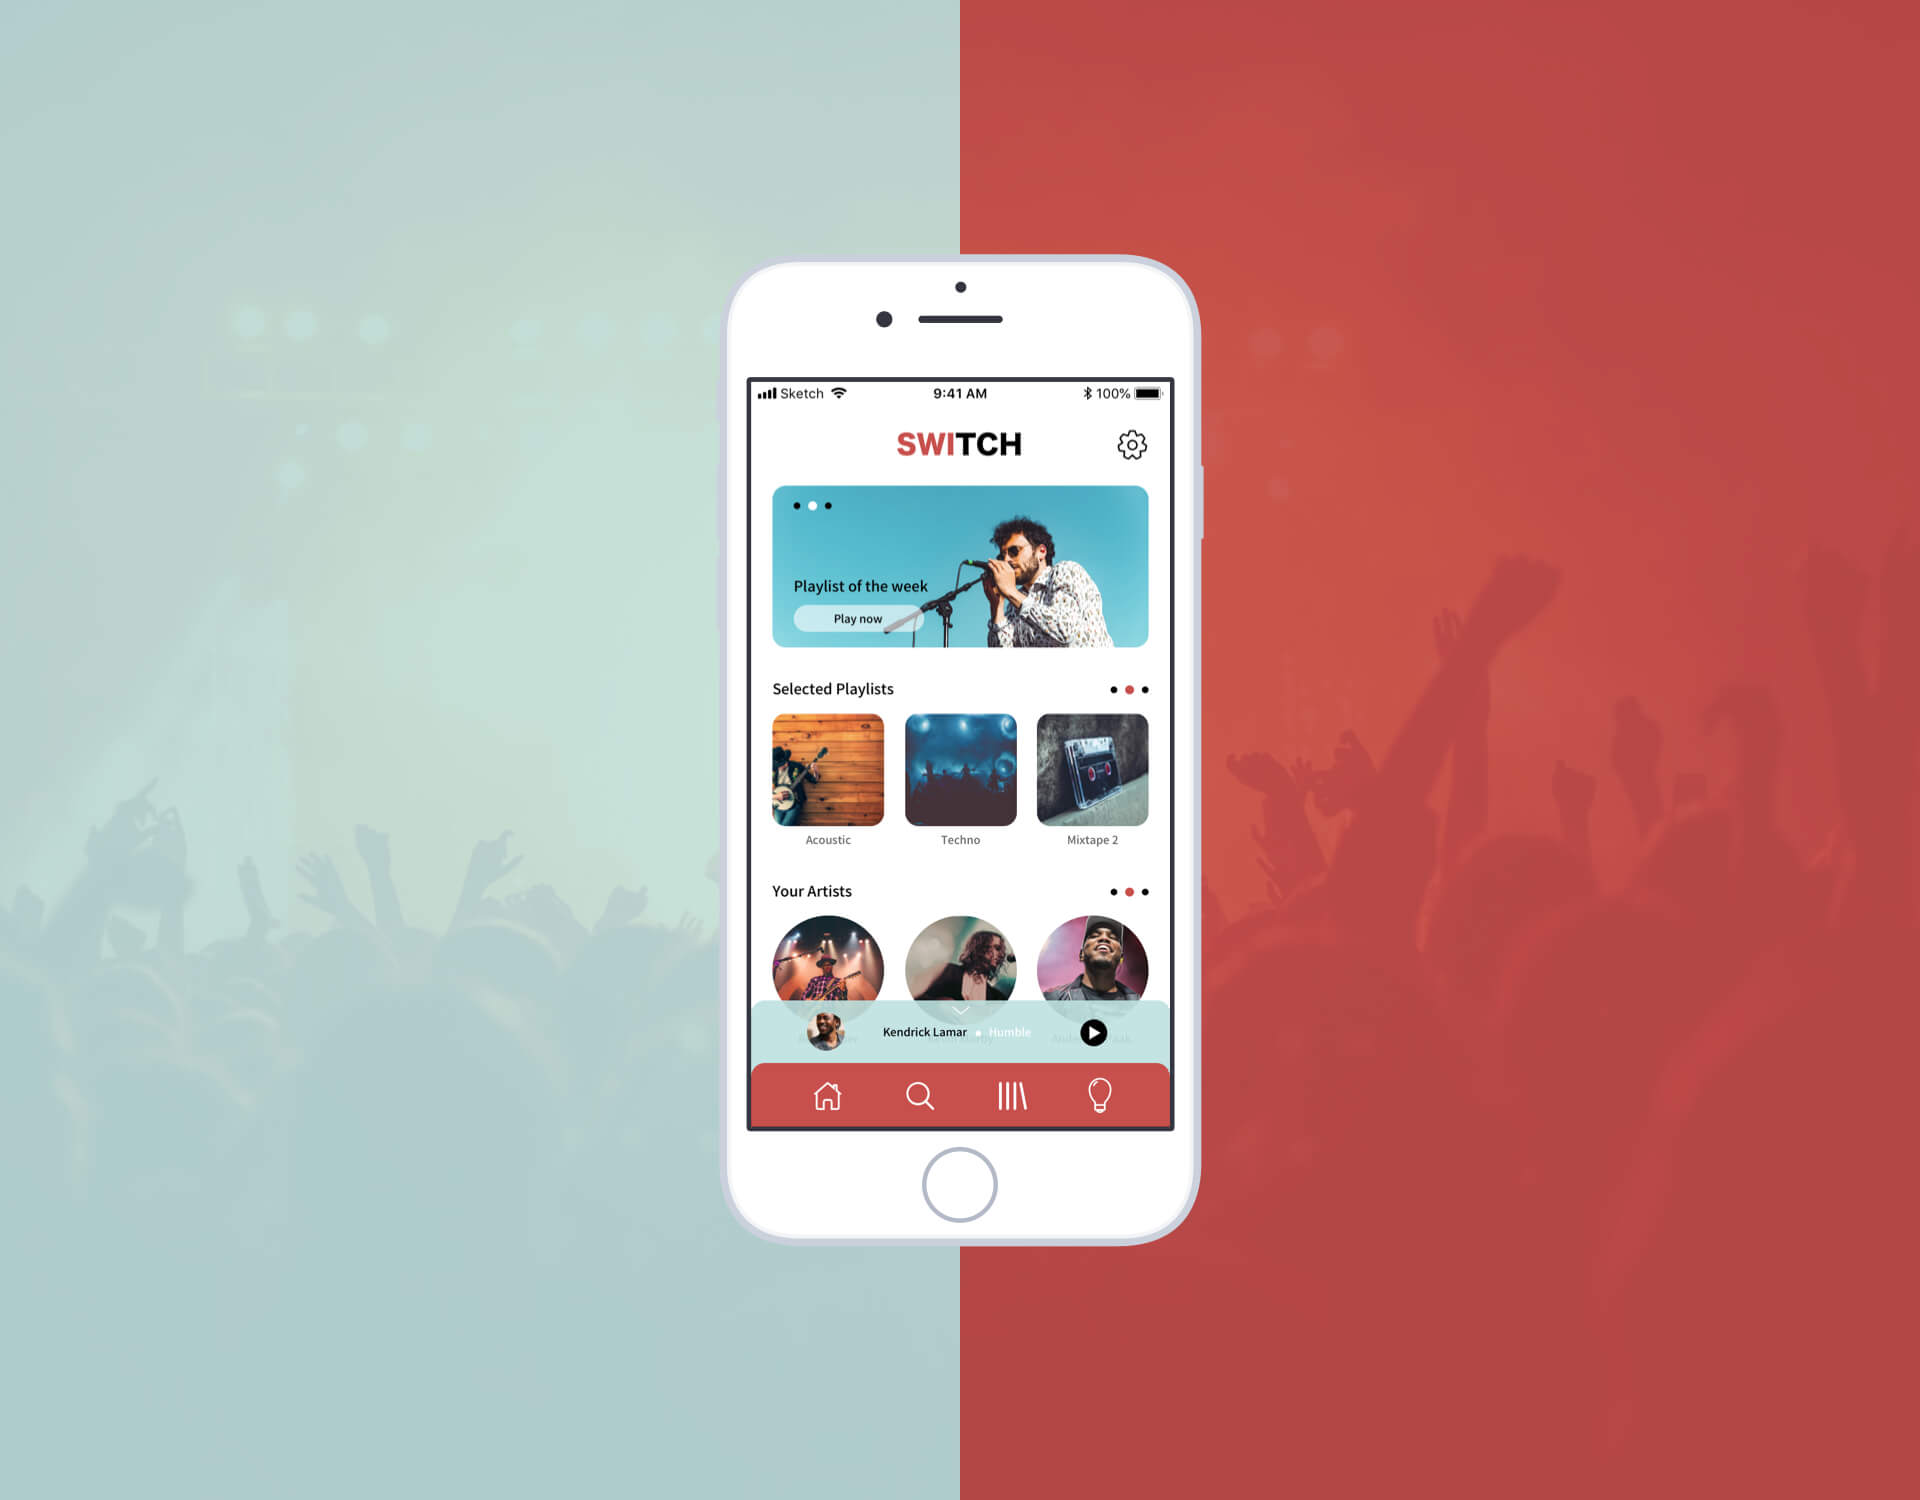 Sketch 9:41 AM 100%
SWITCH
Playlist of the week
Play now
Selected Playlists
Acoustic Techno Mixtape 2
Your Artists
Kendrick Lamar Humble